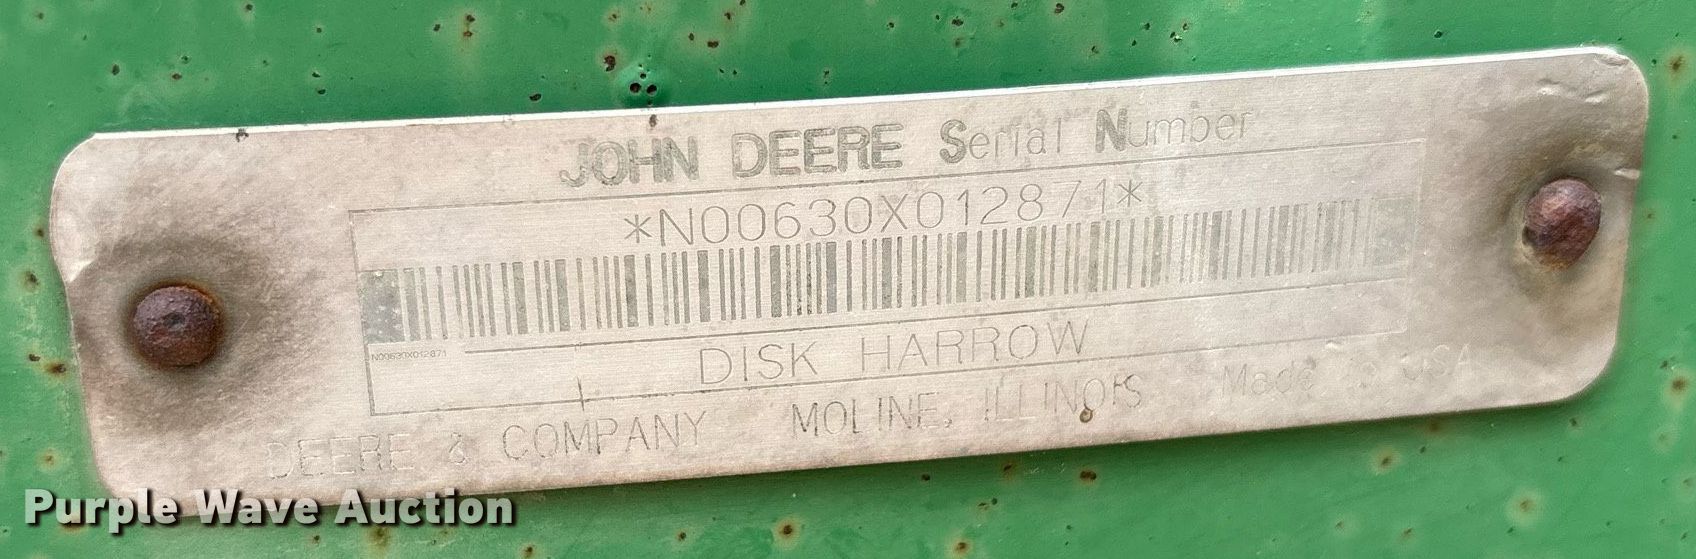 JOHN DEERE Serial Number
*N00630X012871*
N00630X012871
DISK HARROW
DEERE & COMPANY MOLINE, ILLINOIS Made in USA
Purple Wave Auction